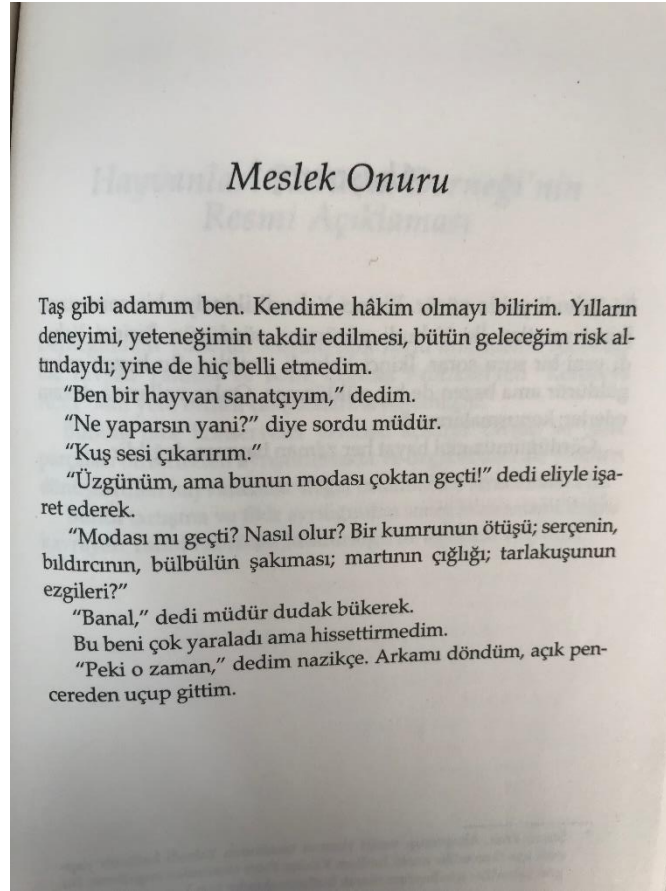 Meslek Onuru
Taş gibi adamım ben. Kendime hâkim olmayı bilirim. Yılların
deneyimi, yeteneğimin takdir edilmesi, bütün geleceğim risk al-
tındaydı; yine de hiç belli etmedim.
“Ben bir hayvan sanatçıyım,” dedim.
“Ne yaparsın yani?” diye sordu müdür.
“Kuş sesi çıkarırım.”
“Üzgünüm, ama bunun modası çoktan geçti!” dedi eliyle işa-
ret ederek.
“Modası mı geçti? Nasıl olur? Bir kumrunun ötüşü; serçenin,
bıldırcının, bülbülün şakıması; martının çığlığı; tarlakuşunun
ezgileri?”
“Banal,” dedi müdür dudak bükerek.
Bu beni çok yaraladı ama hissettirmedim.
“Peki o zaman,” dedim nazikçe. Arkamı döndüm, açık pen-
cereden uçup gittim.